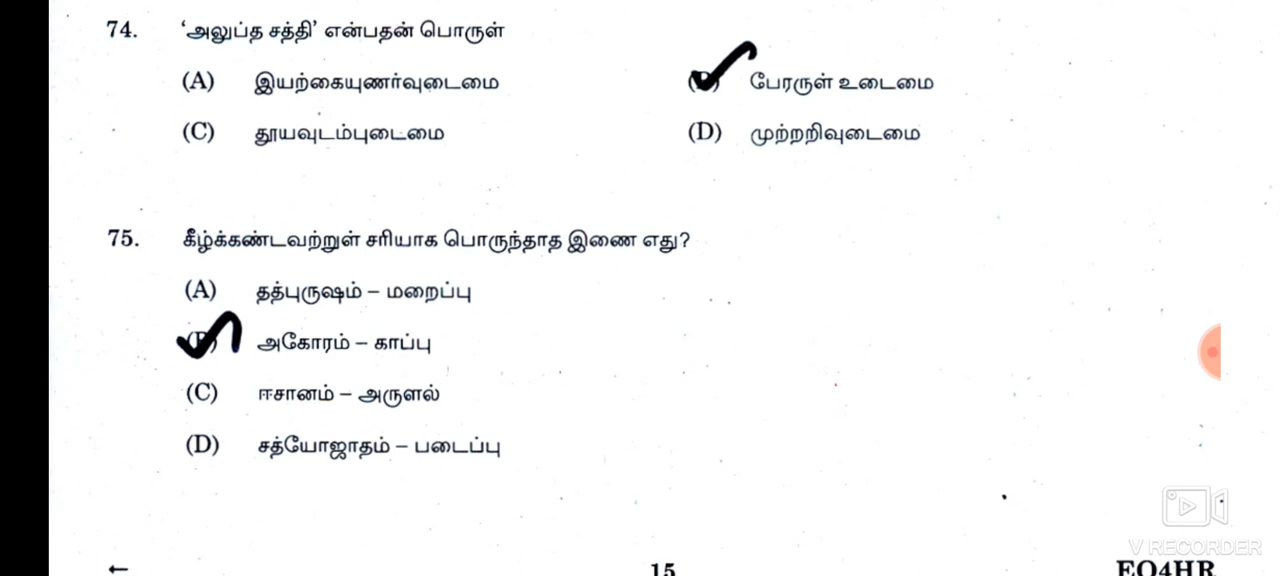 74. ‘அலுப்த சத்தி’ என்பதன் பொருள்
(A) இயற்கையுணர்வுடைமை (B) பேரருள் உடைமை
(C) தூயவுடம்புடைமை (D) முற்றறிவுடைமை
75. கீழ்க்கண்டவற்றுள் சரியாக பொருந்தாத இணை எது?
(A) தத்புருஷம் – மறைப்பு
(B) அகோரம் – காப்பு
(C) ஈசானம் – அருளல்
(D) சத்யோஜாதம் – படைப்பு
V RECORDER
← 15 EO4HR